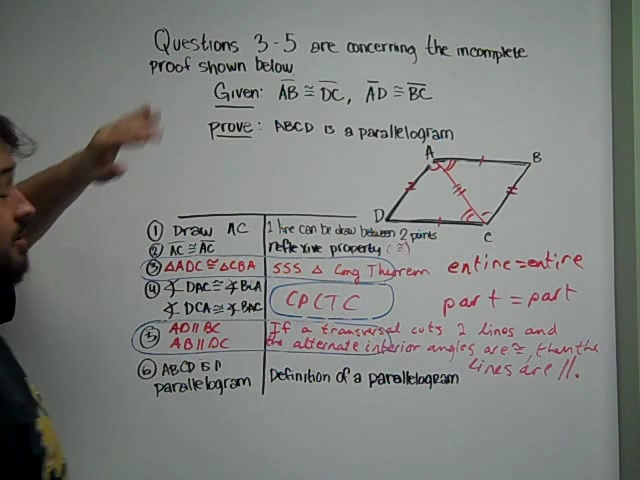 Questions 3-5 are concerning the incomplete
proof shown below
Given: AB ≅ DC, AD ≅ BC
prove: ABCD is a parallelogram
A
B
D
C
① Draw AC | 1 line can be draw between 2 points.
② AC ≅ AC | reflexive property (≅)
③ △ADC ≅ △CBA | SSS △ Cong Theorem entire = entire
④ ∡ DAC ≅ ∡ BCA
∡ DCA ≅ ∡ BAC | CPCTC part = part
⑤ AD || BC | If a transversal cuts 2 lines and
AB || DC | the alternate interior angles are ≅, then the
lines are //.
⑥ ABCD is a
parallelogram | Definition of a parallelogram